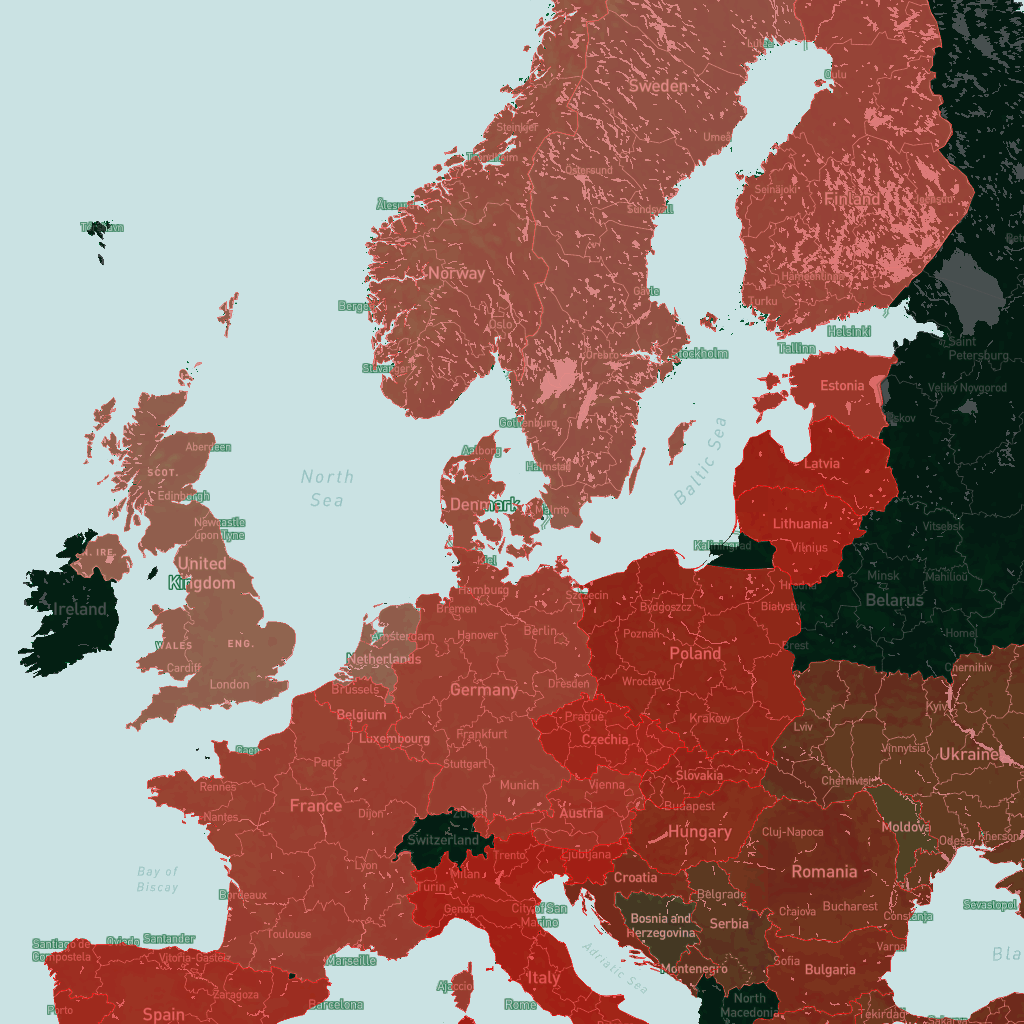 Luleå
Oulu
Sweden
Steinkjer
Umeå
Trondheim
Östersund
Seinäjoki
Finland
Joensuu
Ålesund
Sundsvall
Tórshavn
Norway
Hämeenlinna
Gävle
Turku
Bergen
Oslo
Helsinki
Saint
Petersburg
Tallinn
Örebro
Stockholm
Stavanger
Estonia
Veliky Novgorod
Pskov
Gothenburg
Aberdeen
Aalborg
SCOT.
Halmstad
Latvia
North
Sea
Baltic Sea
Edinburgh
Denmark
Malmö
Newcastle
upon Tyne
Lithuania
Vitsebsk
Kaliningrad
Vilnius
N. IRE.
Kiel
United
Kingdom
Minsk
Mahilioŭ
Hrodna
Hamburg
Szczecin
Ireland
Bremen
Bydgoszcz
Białystok
Belarus
Amsterdam
Hanover
Berlin
Poznań
Homel
WALES
ENG.
Netherlands
Poland
Brest
Cardiff
Chernihiv
London
Brussels
Germany
Dresden
Wrocław
Belgium
Kyiv
Prague
Krakow
Lviv
Luxembourg
Frankfurt
Czechia
Vinnytsia
Ukraine
Paris
Stuttgart
Slovakia
Chernivtsi
Rennes
Munich
Vienna
France
Budapest
Nantes
Dijon
Zürich
Austria
Hungary
Cluj-Napoca
Moldova
Switzerland
Odesa
Kherson
Trento
Ljubljana
Lyon
Milan
Croatia
Romania
Bay of
Biscay
Turin
Belgrade
Bordeaux
Genoa
City of San
Marino
Craiova
Bucharest
Constanța
Sevastopol
Bosnia and
Herzegovina
Serbia
Toulouse
Santiago de
Compostela
Oviedo
Santander
Vitoria-Gasteiz
Marseille
Adriatic Sea
Montenegro
Sofia
Varna
Bulgaria
Italy
Ajaccio
Zaragoza
Barcelona
Rome
North
Macedonia
Porto
Spain
Tekirdağ